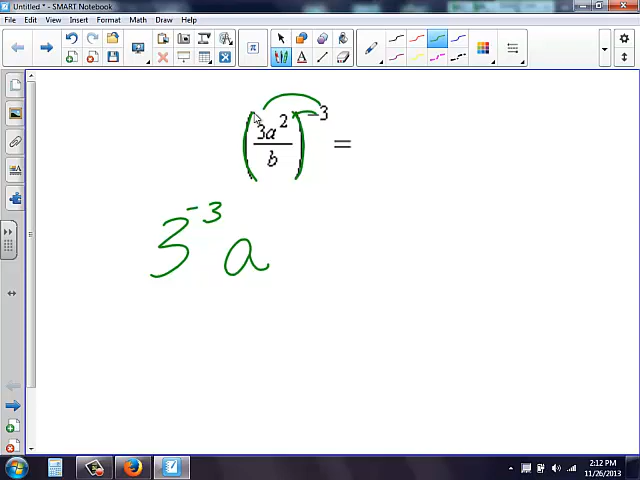 Untitled * - SMART Notebook
File Edit View Insert Format Math Draw Help
(3a²/b)⁻³ =
3⁻³ a
2:12 PM
11/26/2013